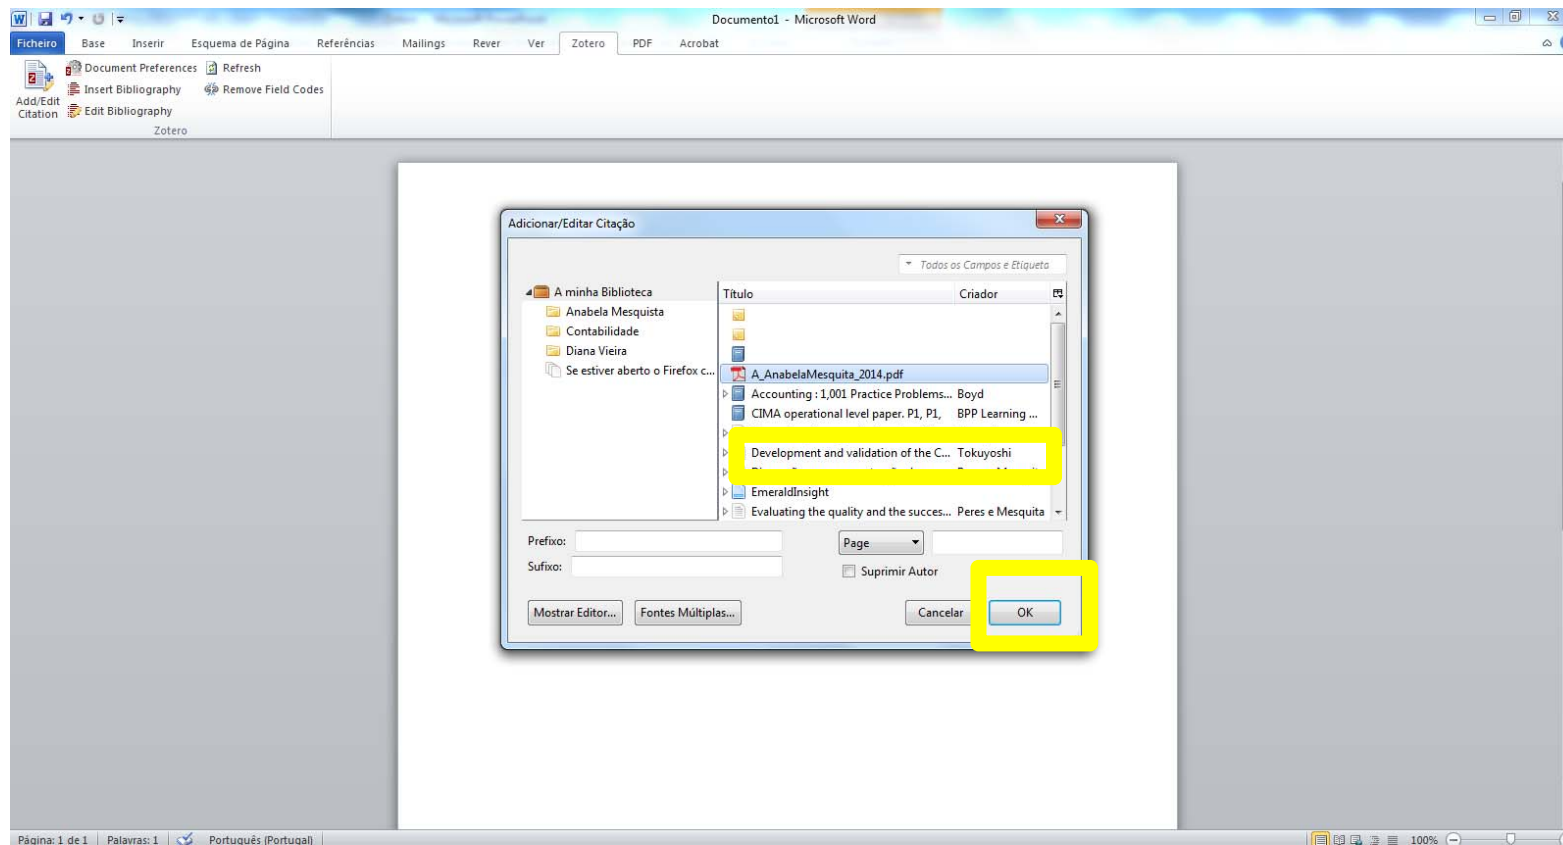 Documento1 - Microsoft Word
Ficheiro Base Inserir Esquema de Página Referências Mailings Rever Ver Zotero PDF Acrobat
Add/Edit Citation
Document Preferences Refresh
Insert Bibliography Remove Field Codes
Edit Bibliography
Zotero
Adicionar/Editar Citação
Todos os Campos e Etiqueta
A minha Biblioteca
Anabela Mesquista
Contabilidade
Diana Vieira
Se estiver aberto o Firefox c...
Título Criador
A_AnabelaMesquita_2014.pdf
Accounting : 1,001 Practice Problems... Boyd
CIMA operational level paper. P1, P1, BPP Learning ...
Development and validation of the C... Tokuyoshi
EmeraldInsight
Evaluating the quality and the succes... Peres e Mesquita
Prefixo: Page
Sufixo: Suprimir Autor
Mostrar Editor... Fontes Múltiplas... Cancelar OK
Página: 1 de 1 Palavras: 1 Português (Portugal) 100%